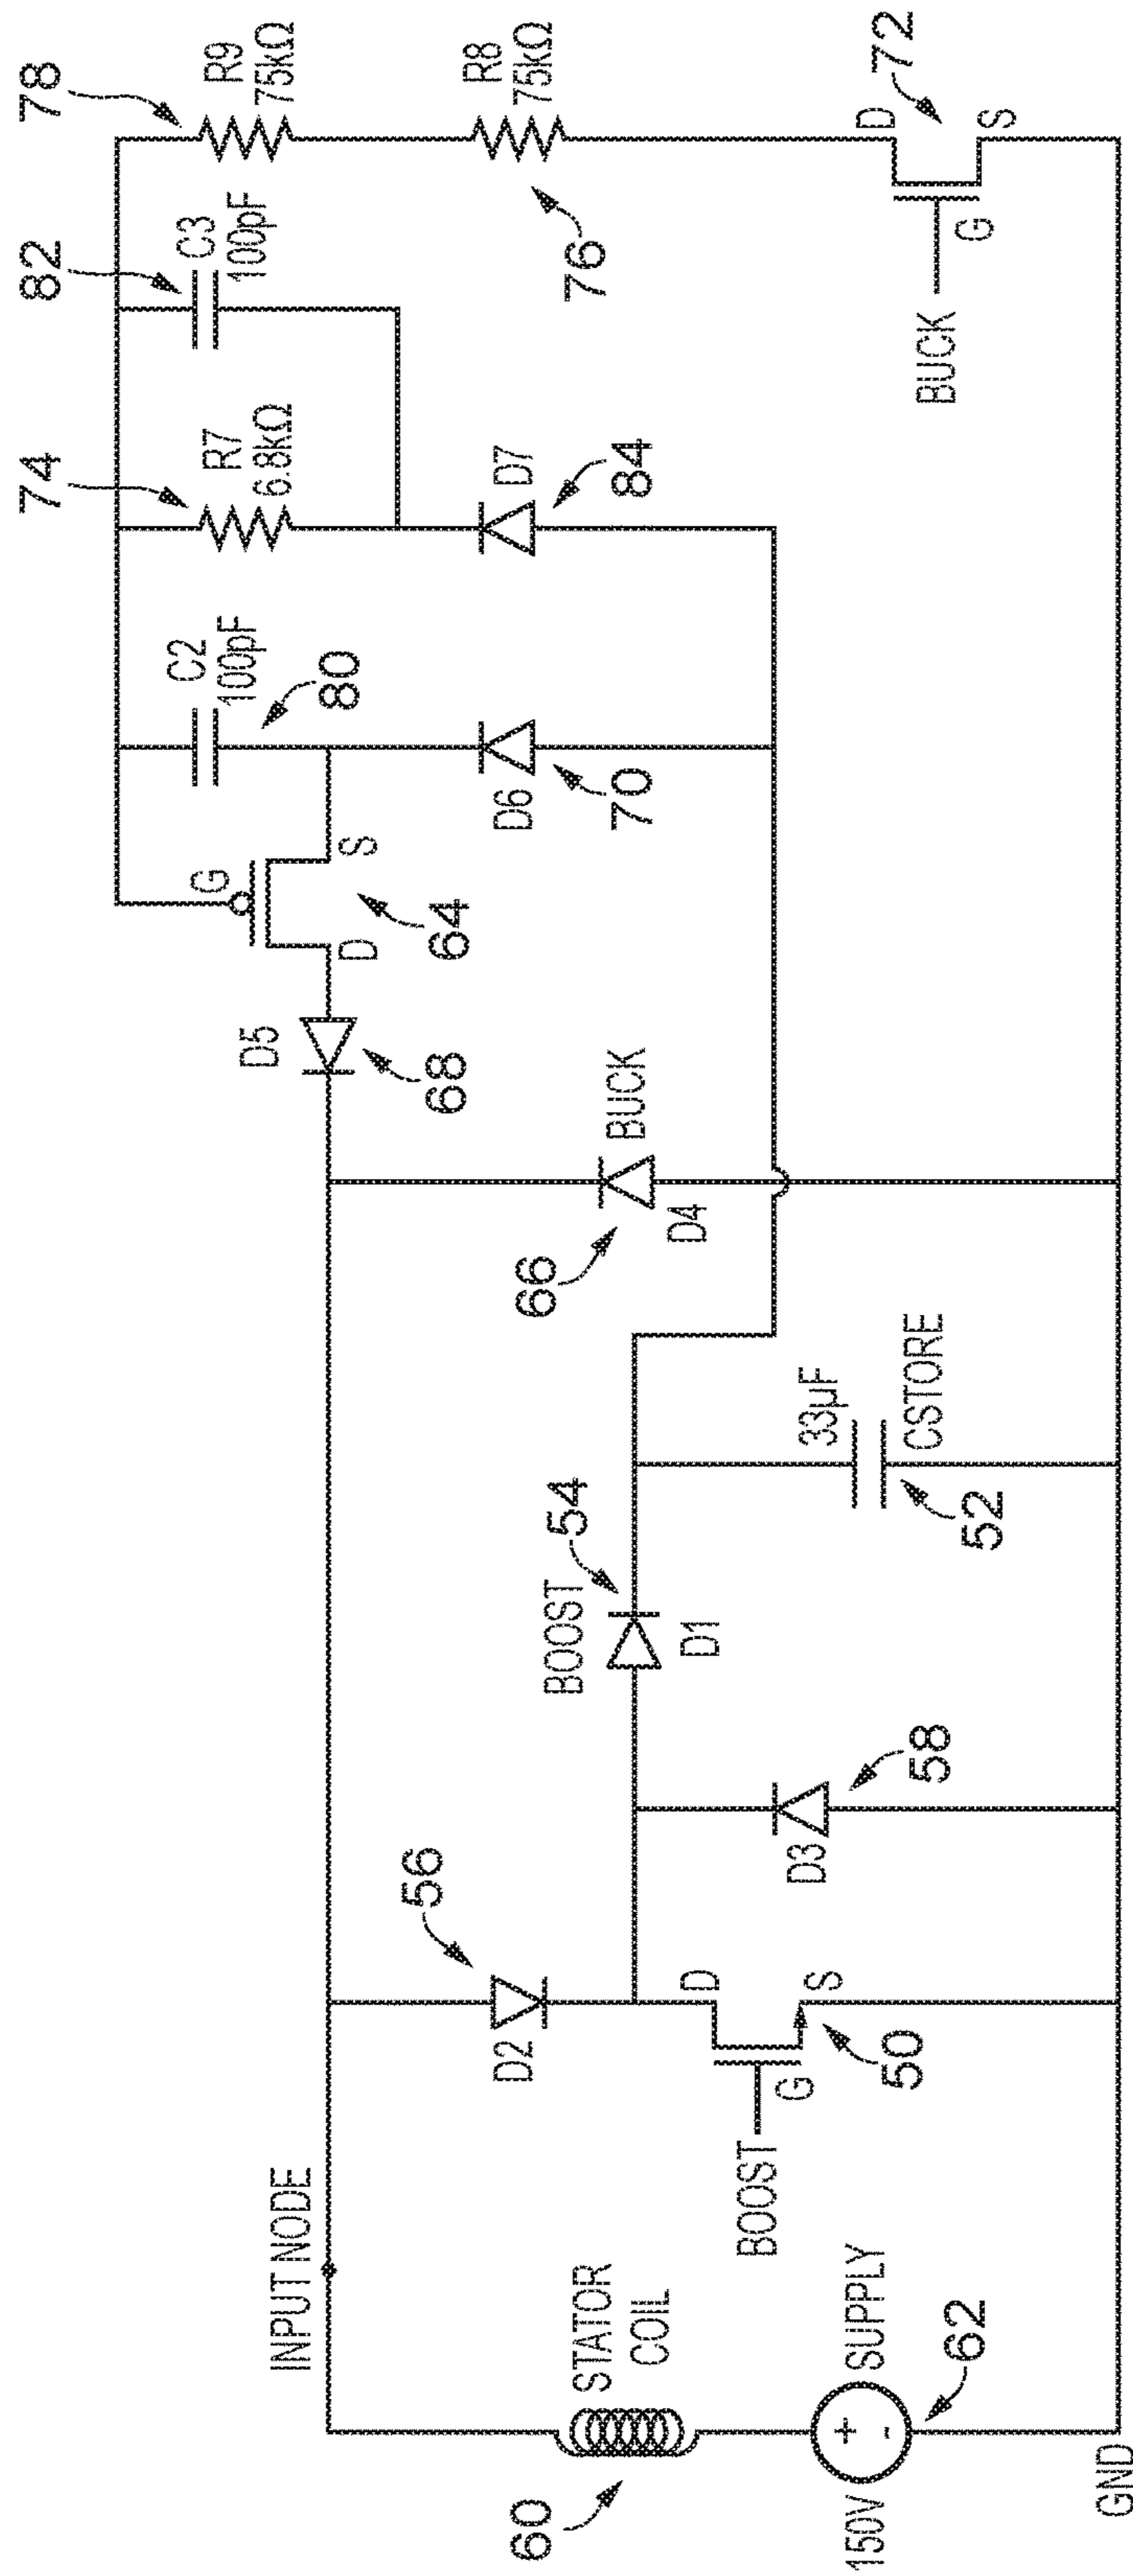 78
R9
75kΩ
R8
75kΩ
72
D
S
G
BUCK
76
82
C3
100pF
74
R7
6.8kΩ
D7
84
C2
100pF
80
D6
70
G
S
D
64
D5
68
BUCK
D4
66
33µF
CSTORE
52
54
BOOST
D1
58
D3
56
D2
D
S
G
50
BOOST
INPUT NODE
STATOR
COIL
60
SUPPLY
150V
+
-
62
GND